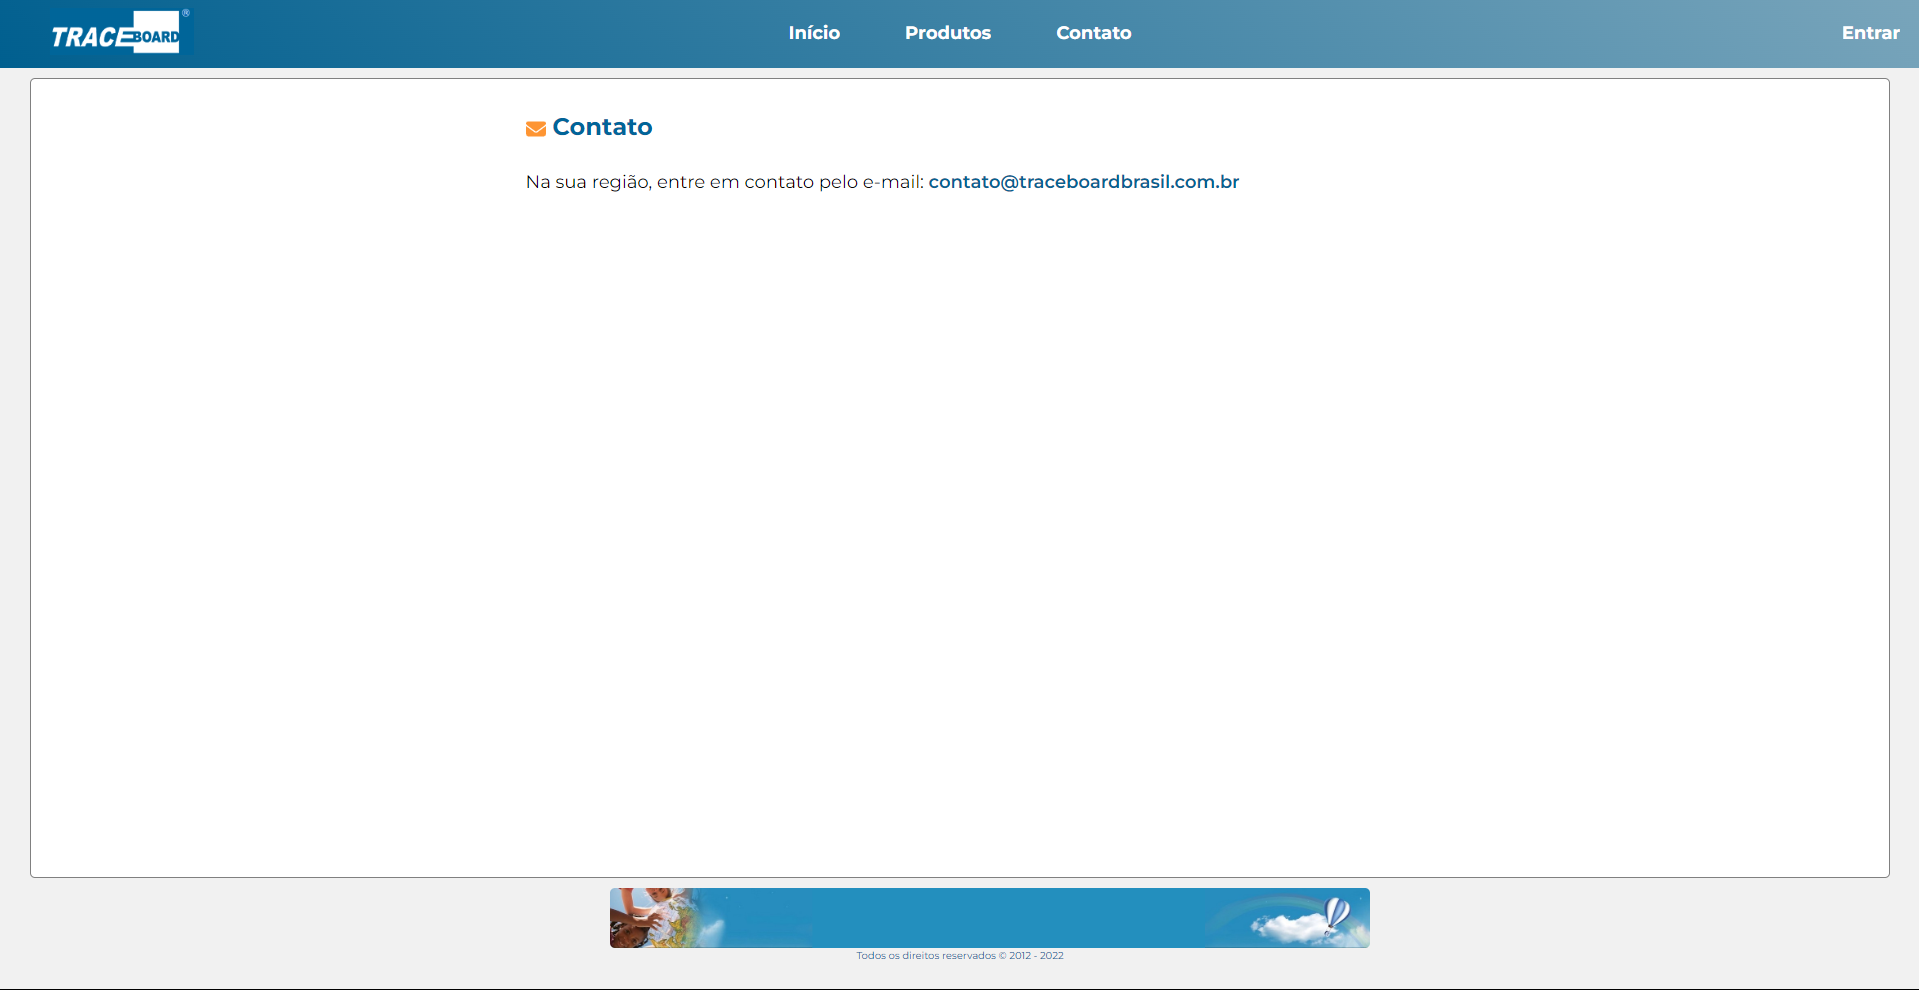 TRACEBOARD®
Início Produtos Contato Entrar
Contato
Na sua região, entre em contato pelo e-mail: contato@traceboardbrasil.com.br
Todos os direitos reservados © 2012 - 2022